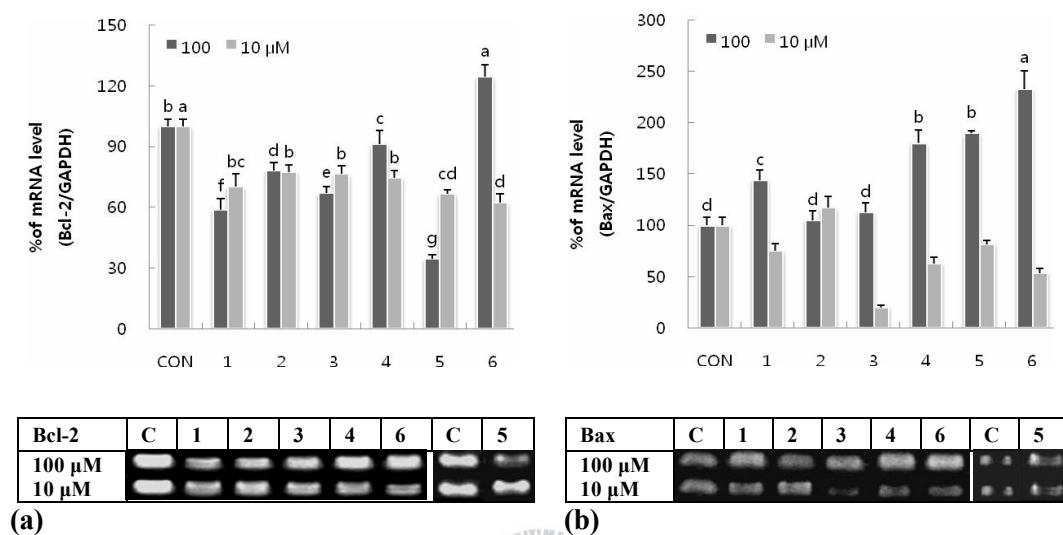 150
120
90
60
30
0
%of mRNA level
(Bcl-2/GAPDH)
100 10 μM
b a
f bc
d b
e b
c b
g cd
a d
CON 1 2 3 4 5 6
300
250
200
150
100
50
0
%of mRNA level
(Bax/GAPDH)
100 10 μM
d c d d b b a
CON 1 2 3 4 5 6
Bcl-2 C 1 2 3 4 6 C 5
100 μM
10 μM
(a)
Bax C 1 2 3 4 6 C 5
100 μM
10 μM
(b)